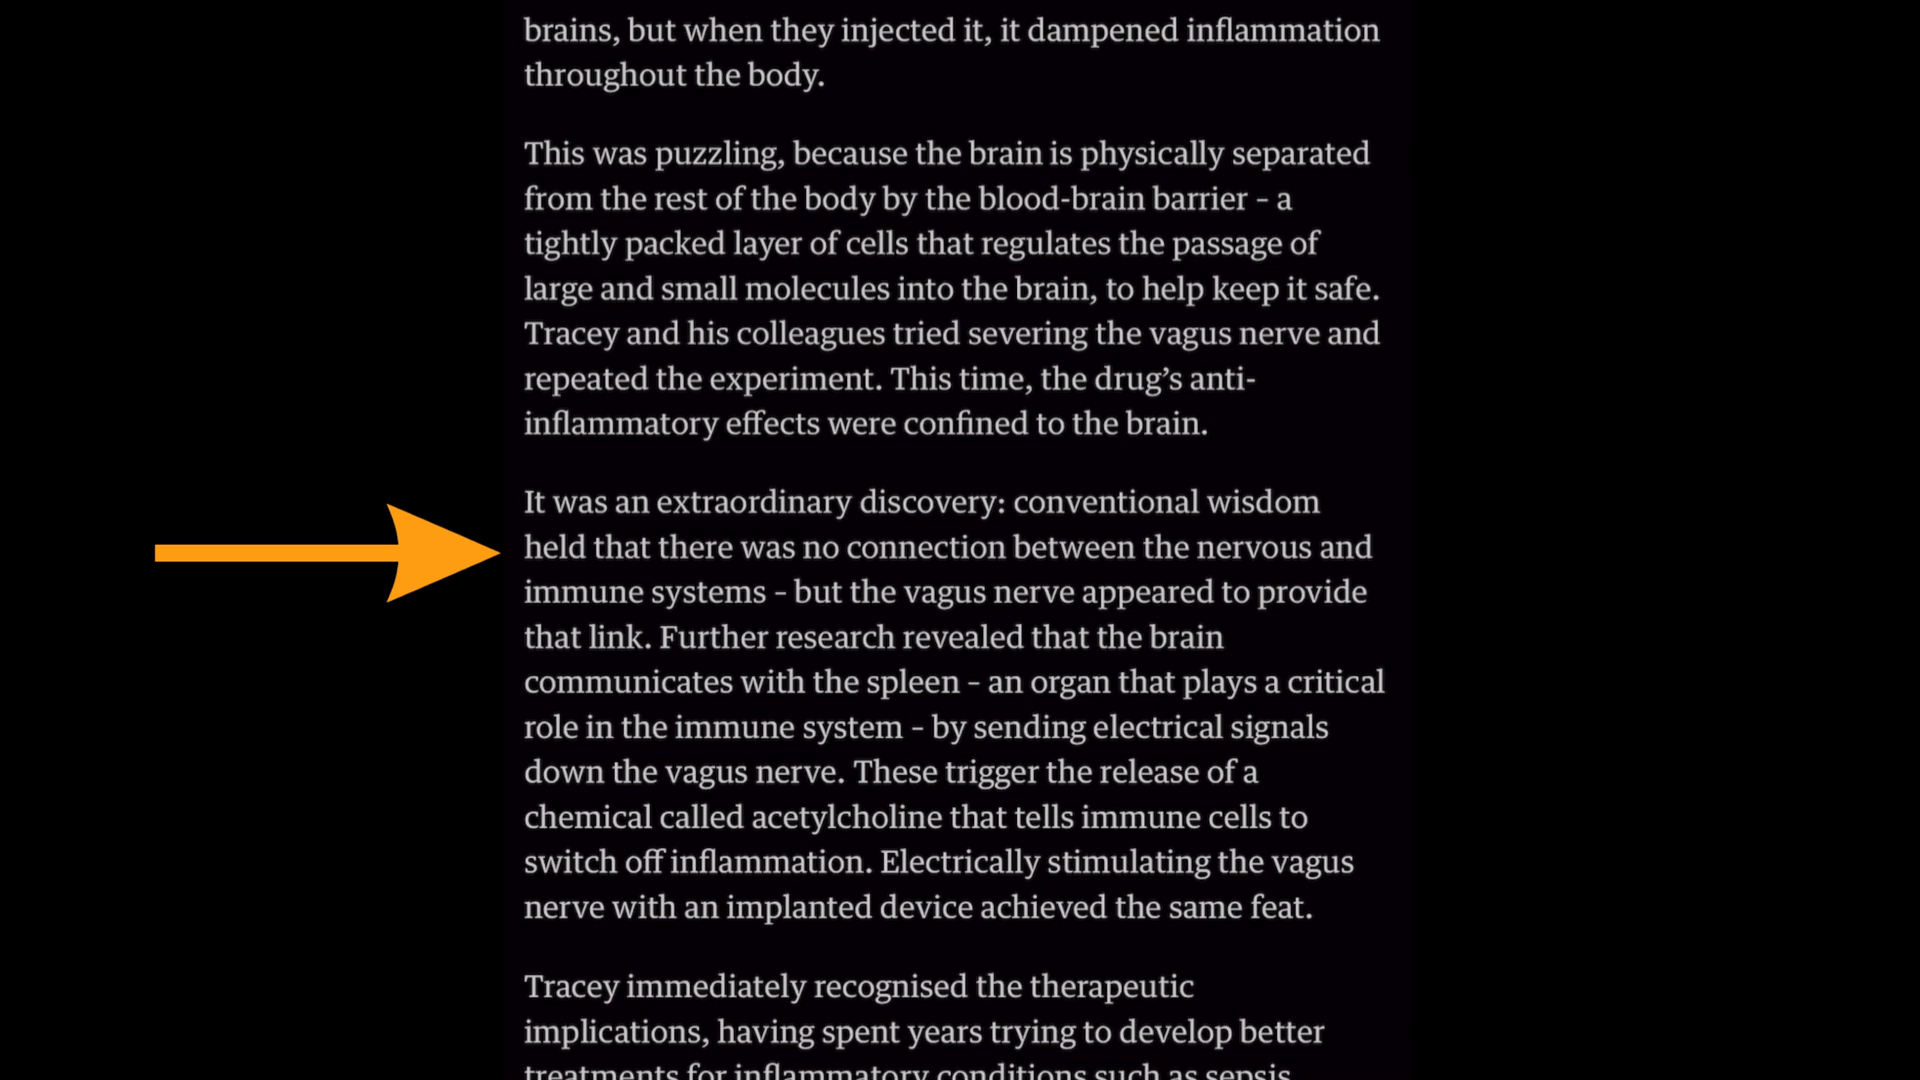 brains, but when they injected it, it dampened inflammation
throughout the body.
This was puzzling, because the brain is physically separated
from the rest of the body by the blood-brain barrier – a
tightly packed layer of cells that regulates the passage of
large and small molecules into the brain, to help keep it safe.
Tracey and his colleagues tried severing the vagus nerve and
repeated the experiment. This time, the drug’s anti-
inflammatory effects were confined to the brain.
It was an extraordinary discovery: conventional wisdom
held that there was no connection between the nervous and
immune systems – but the vagus nerve appeared to provide
that link. Further research revealed that the brain
communicates with the spleen – an organ that plays a critical
role in the immune system – by sending electrical signals
down the vagus nerve. These trigger the release of a
chemical called acetylcholine that tells immune cells to
switch off inflammation. Electrically stimulating the vagus
nerve with an implanted device achieved the same feat.
Tracey immediately recognised the therapeutic
implications, having spent years trying to develop better
treatments for inflammatory conditions such as sepsis,